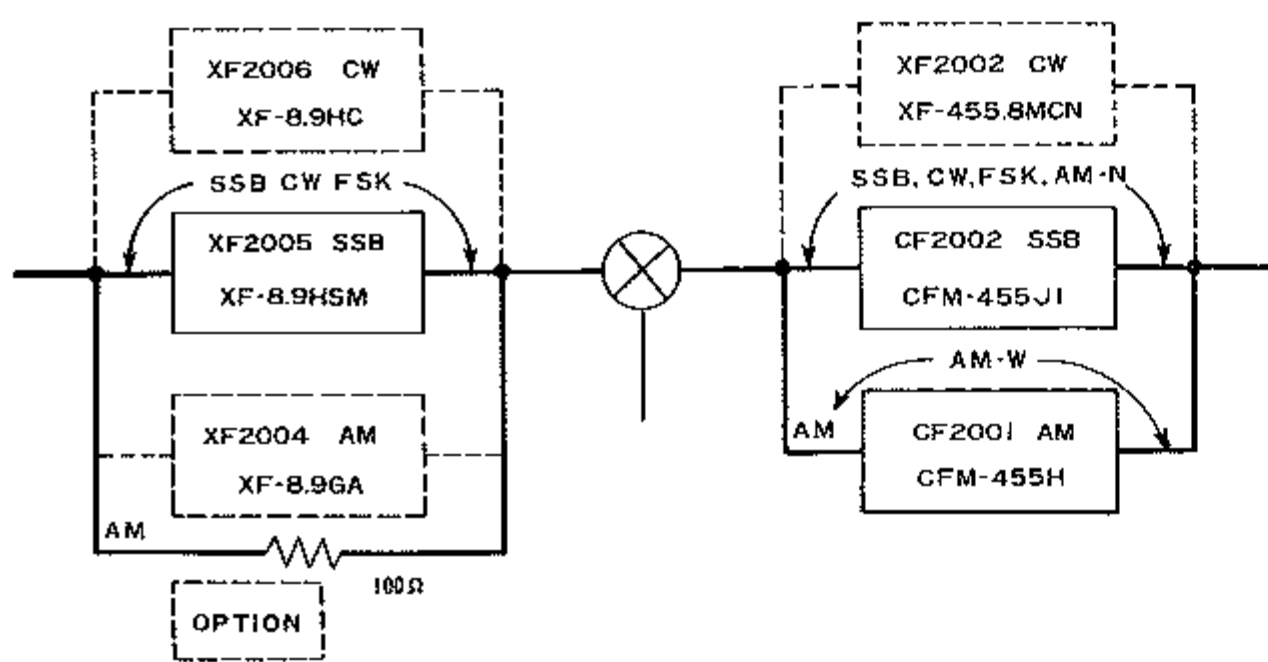 XF2006 CW
XF-8.9HC
SSB CW FSK
XF2005 SSB
XF-8.9HSM
XF2004 AM
XF-8.9GA
AM
100Ω
OPTION
XF2002 CW
XF-455.8MCN
SSB, CW, FSK, AM-N
CF2002 SSB
CFM-455J1
AM-W
AM
CF2001 AM
CFM-455H